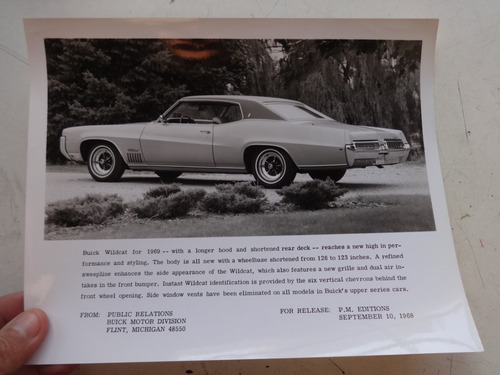 Buick Wildcat for 1969 -- with a longer hood and shortened rear deck -- reaches a new high in per-
formance and styling. The body is all new with a wheelbase shortened from 126 to 123 inches. A refined
sweepline enhances the side appearance of the Wildcat, which also features a new grille and dual air in-
takes in the front bumper. Instant Wildcat identification is provided by the six vertical chevrons behind the
front wheel opening. Side window vents have been eliminated on all models in Buick's upper series cars.
FROM: PUBLIC RELATIONS
BUICK MOTOR DIVISION
FLINT, MICHIGAN 48550
FOR RELEASE: P.M. EDITIONS
SEPTEMBER 10, 1968